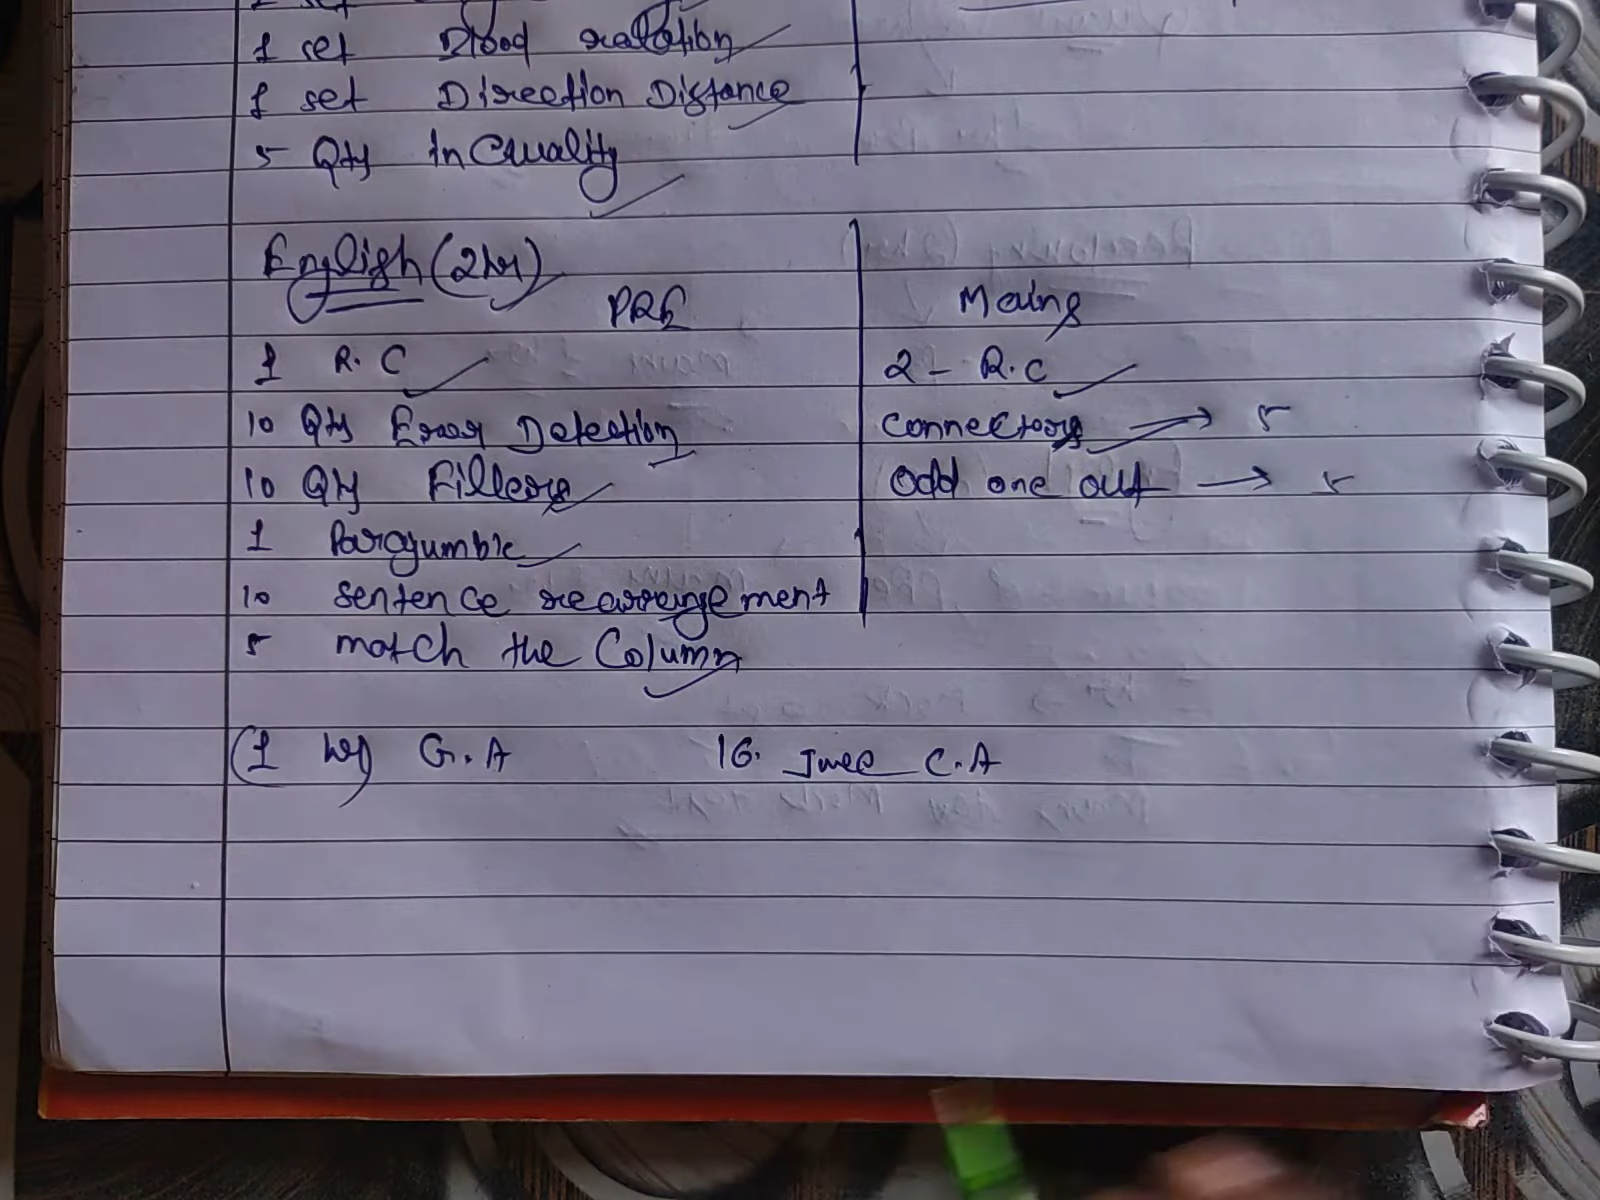 1 set Blood relation
1 set Direction Distance
5 Qty inequality
English (2hr)
PRE
Mains
1 R.C
2 - R.C
10 Qty Error Detection
Connectors → 5
10 Qty Fillers
Odd one out → 5
1 Parajumble
10 sentence rearrangement
5 match the Column
(1 hr) G.A 16. June C.A